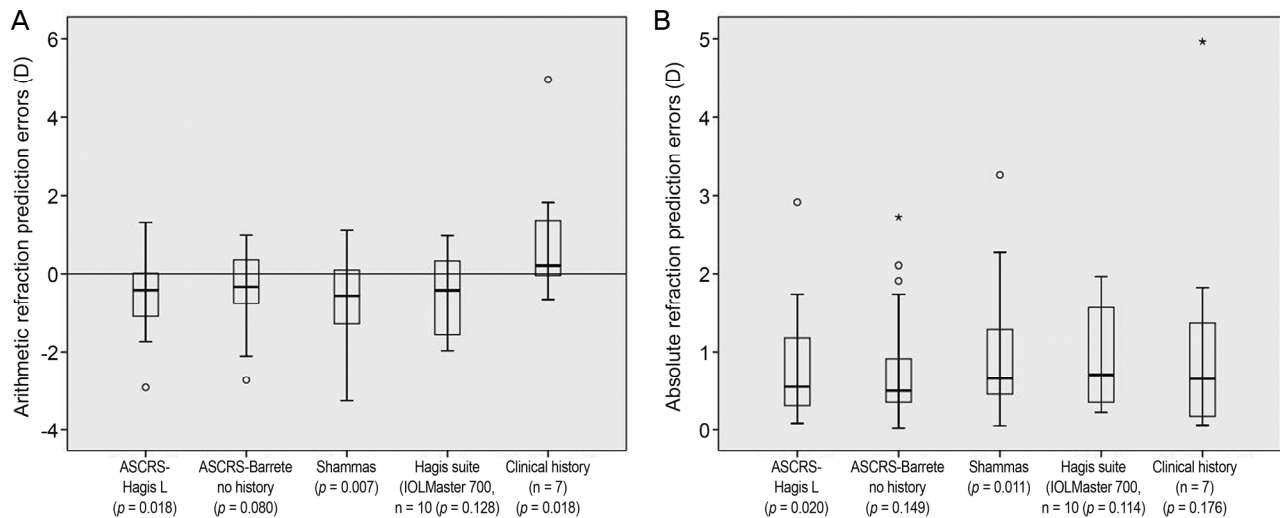 A
Arithmetic refraction prediction errors (D)
6
4
2
0
-2
-4
ASCRS-
Hagis L
(p = 0.018)
ASCRS-Barrete
no history
(p = 0.080)
Shammas
(p = 0.007)
Hagis suite
(IOLMaster 700,
n = 10 (p = 0.128)
Clinical history
(n = 7)
(p = 0.018)
B
Absolute refraction prediction errors (D)
5
4
3
2
1
0
ASCRS-
Hagis L
(p = 0.020)
ASCRS-Barrete
no history
(p = 0.149)
Shammas
(p = 0.011)
Hagis suite
(IOLMaster 700,
n = 10 (p = 0.114)
Clinical history
(n = 7)
(p = 0.176)